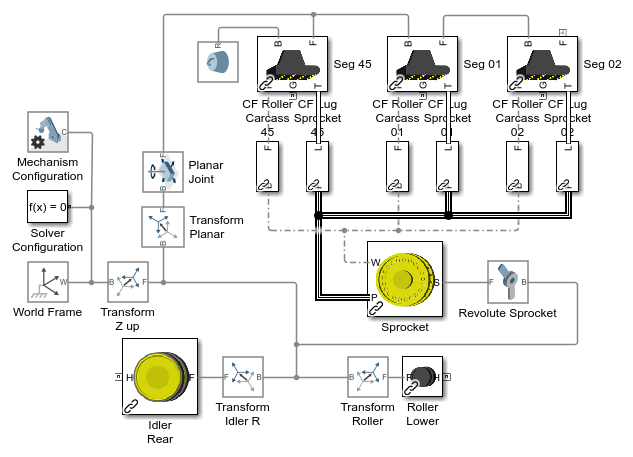 R
B
F
B
F
B
F
R
G
T
R
G
T
R
G
T
Seg 45
Seg 01
Seg 02
CF Roller
Carcass
45
CF Lug
Sprocket
45
CF Roller
Carcass
01
CF Lug
Sprocket
01
CF Roller
Carcass
02
CF Lug
Sprocket
02
F
L
F
L
F
L
C
Mechanism
Configuration
F
B
Planar
Joint
f(x) = 0
Solver
Configuration
F
B
Transform
Planar
W
World Frame
B
F
Transform
Z up
W
P
S
Sprocket
F
B
Revolute Sprocket
H
F
Idler
Rear
F
B
Transform
Idler R
B
F
Transform
Roller
F
H
Roller
Lower